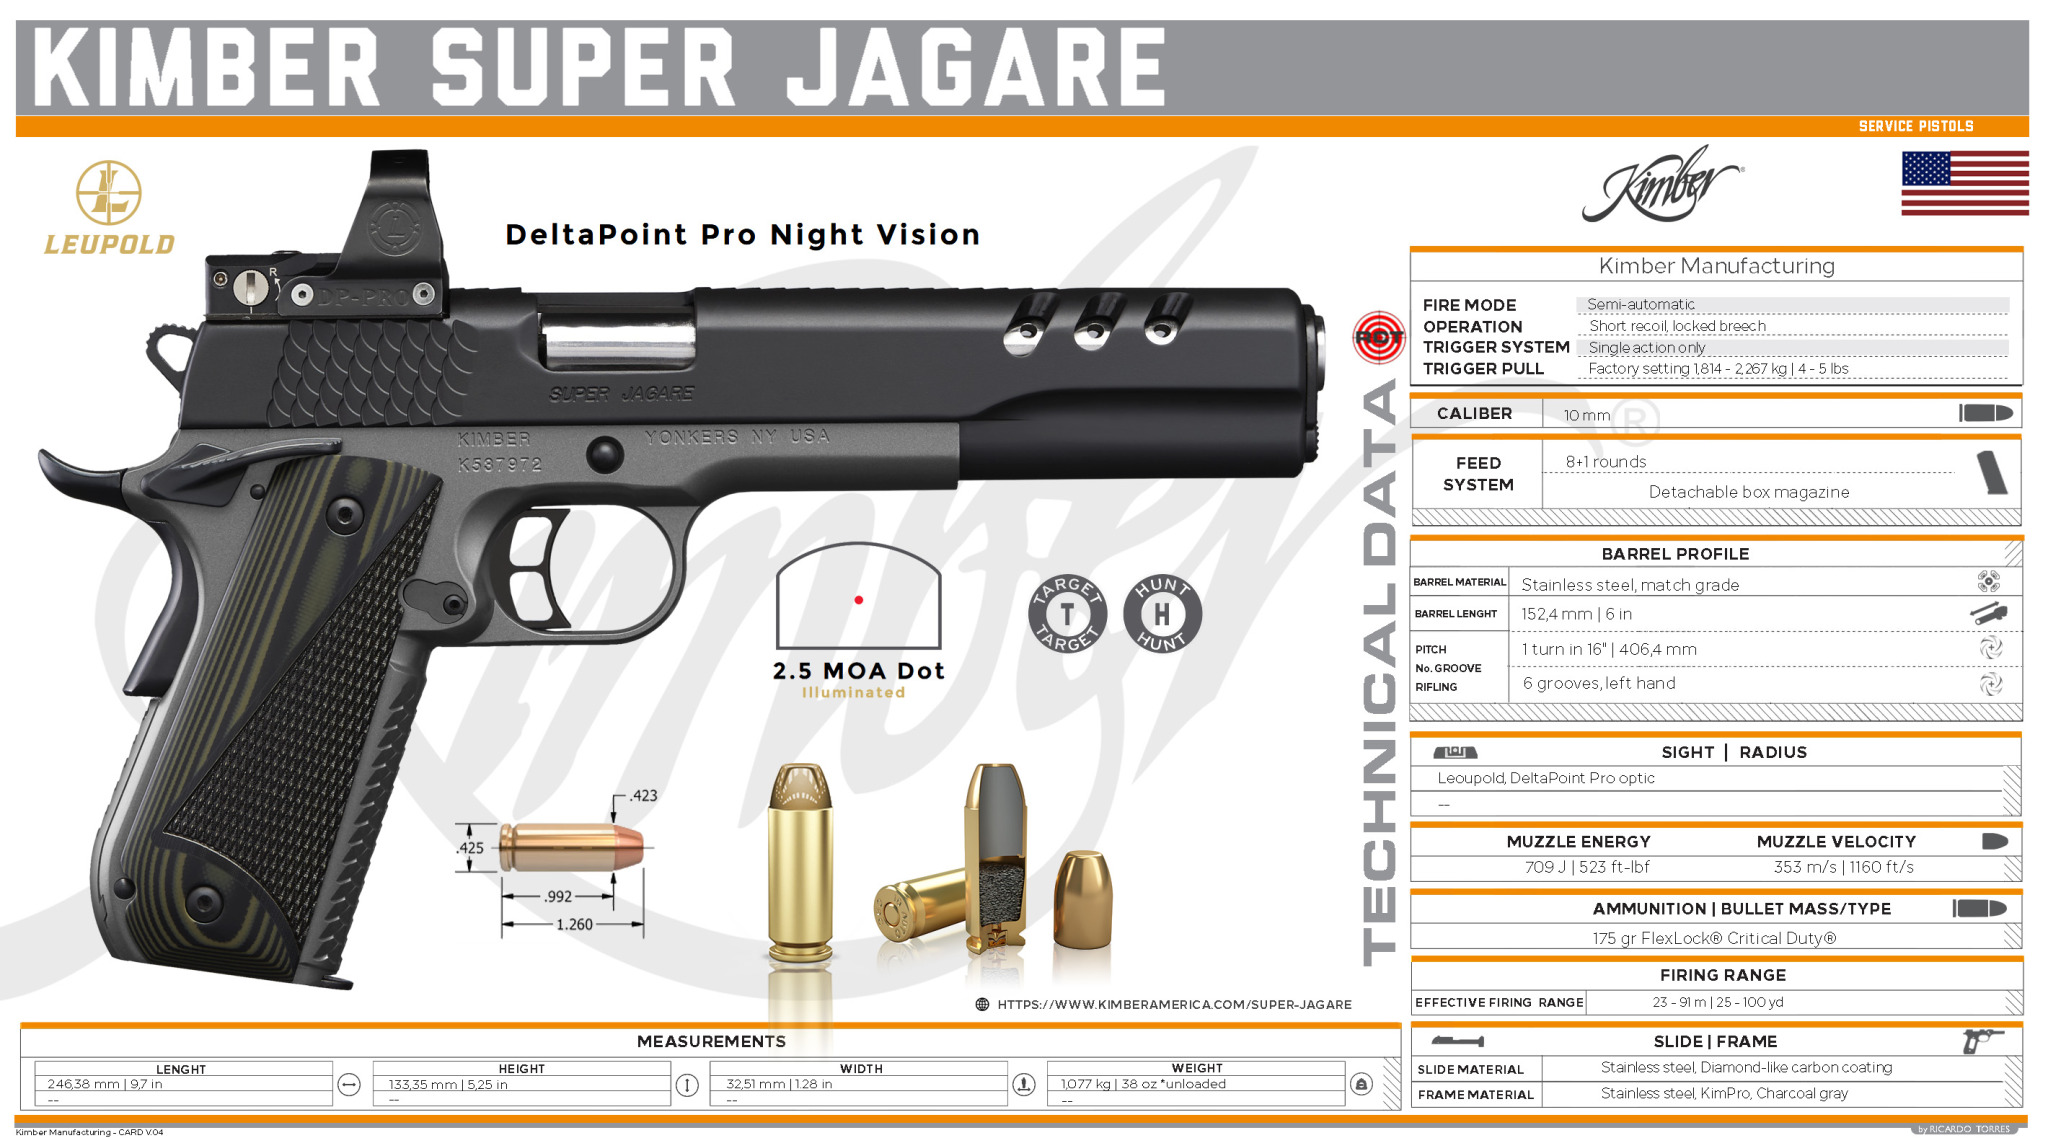 KIMBER SUPER JAGARE
SERVICE PISTOLS
LEUPOLD
DeltaPoint Pro Night Vision
Kimber®
R
DP-PRO
SUPER JAGARE
KIMBER
K537972
YONKERS NY USA
2.5 MOA Dot
Illuminated
TARGET
T
TARGET
HUNT
H
HUNT
.423
.425
.992
1.260
HTTPS://WWW.KIMBERAMERICA.COM/SUPER-JAGARE
RDT
TECHNICAL DATA
Kimber Manufacturing
FIRE MODE Semi-automatic
OPERATION Short recoil, locked breech
TRIGGER SYSTEM Single action only
TRIGGER PULL Factory setting 1,814 - 2,267 kg | 4 - 5 lbs
CALIBER 10 mm
FEED SYSTEM
8+1 rounds
Detachable box magazine
BARREL PROFILE
BARREL MATERIAL Stainless steel, match grade
BARREL LENGHT 152,4 mm | 6 in
PITCH 1 turn in 16" | 406,4 mm
No. GROOVE
RIFLING 6 grooves, left hand
SIGHT | RADIUS
Leoupold, DeltaPoint Pro optic
--
MUZZLE ENERGY MUZZLE VELOCITY
709 J | 523 ft-lbf 353 m/s | 1160 ft/s
AMMUNITION | BULLET MASS/TYPE
175 gr FlexLock® Critical Duty®
FIRING RANGE
EFFECTIVE FIRING RANGE 23 - 91 m | 25 - 100 yd
SLIDE | FRAME
SLIDE MATERIAL Stainless steel, Diamond-like carbon coating
FRAME MATERIAL Stainless steel, KimPro, Charcoal gray
MEASUREMENTS
LENGHT HEIGHT WIDTH WEIGHT
246,38 mm | 9,7 in 133,35 mm | 5,25 in 32,51 mm | 1.28 in 1,077 kg | 38 oz *unloaded
-- -- -- --
Kimber Manufacturing - CARD V.04
by RICARDO TORRES